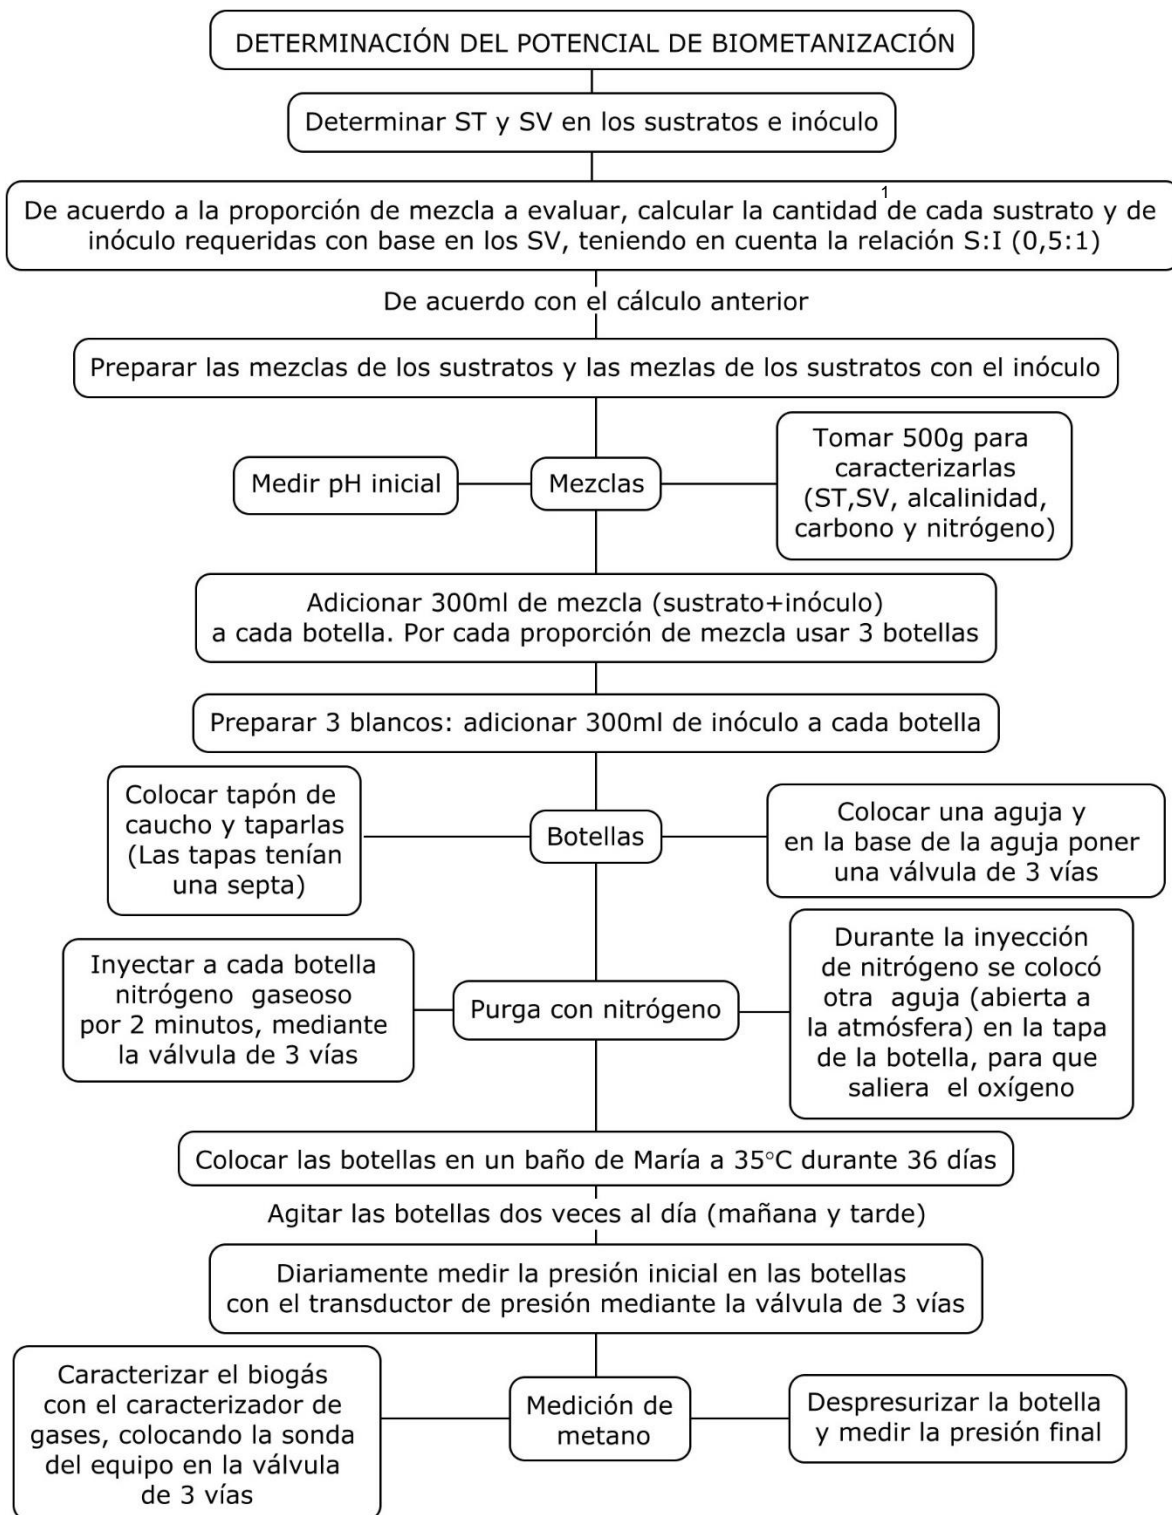 DETERMINACIÓN DEL POTENCIAL DE BIOMETANIZACIÓN
Determinar ST y SV en los sustratos e inóculo
De acuerdo a la proporción de mezcla a evaluar, calcular la cantidad 1 de cada sustrato y de
inóculo requeridas con base en los SV, teniendo en cuenta la relación S:I (0,5:1)
De acuerdo con el cálculo anterior
Preparar las mezclas de los sustratos y las mezlas de los sustratos con el inóculo
Medir pH inicial
Mezclas
Tomar 500g para
caracterizarlas
(ST,SV, alcalinidad,
carbono y nitrógeno)
Adicionar 300ml de mezcla (sustrato+inóculo)
a cada botella. Por cada proporción de mezcla usar 3 botellas
Preparar 3 blancos: adicionar 300ml de inóculo a cada botella
Colocar tapón de
caucho y taparlas
(Las tapas tenían
una septa)
Botellas
Colocar una aguja y
en la base de la aguja poner
una válvula de 3 vías
Inyectar a cada botella
nitrógeno gaseoso
por 2 minutos, mediante
la válvula de 3 vías
Purga con nitrógeno
Durante la inyección
de nitrógeno se colocó
otra aguja (abierta a
la atmósfera) en la tapa
de la botella, para que
saliera el oxígeno
Colocar las botellas en un baño de María a 35°C durante 36 días
Agitar las botellas dos veces al día (mañana y tarde)
Diariamente medir la presión inicial en las botellas
con el transductor de presión mediante la válvula de 3 vías
Caracterizar el biogás
con el caracterizador de
gases, colocando la sonda
del equipo en la válvula
de 3 vías
Medición de
metano
Despresurizar la botella
y medir la presión final